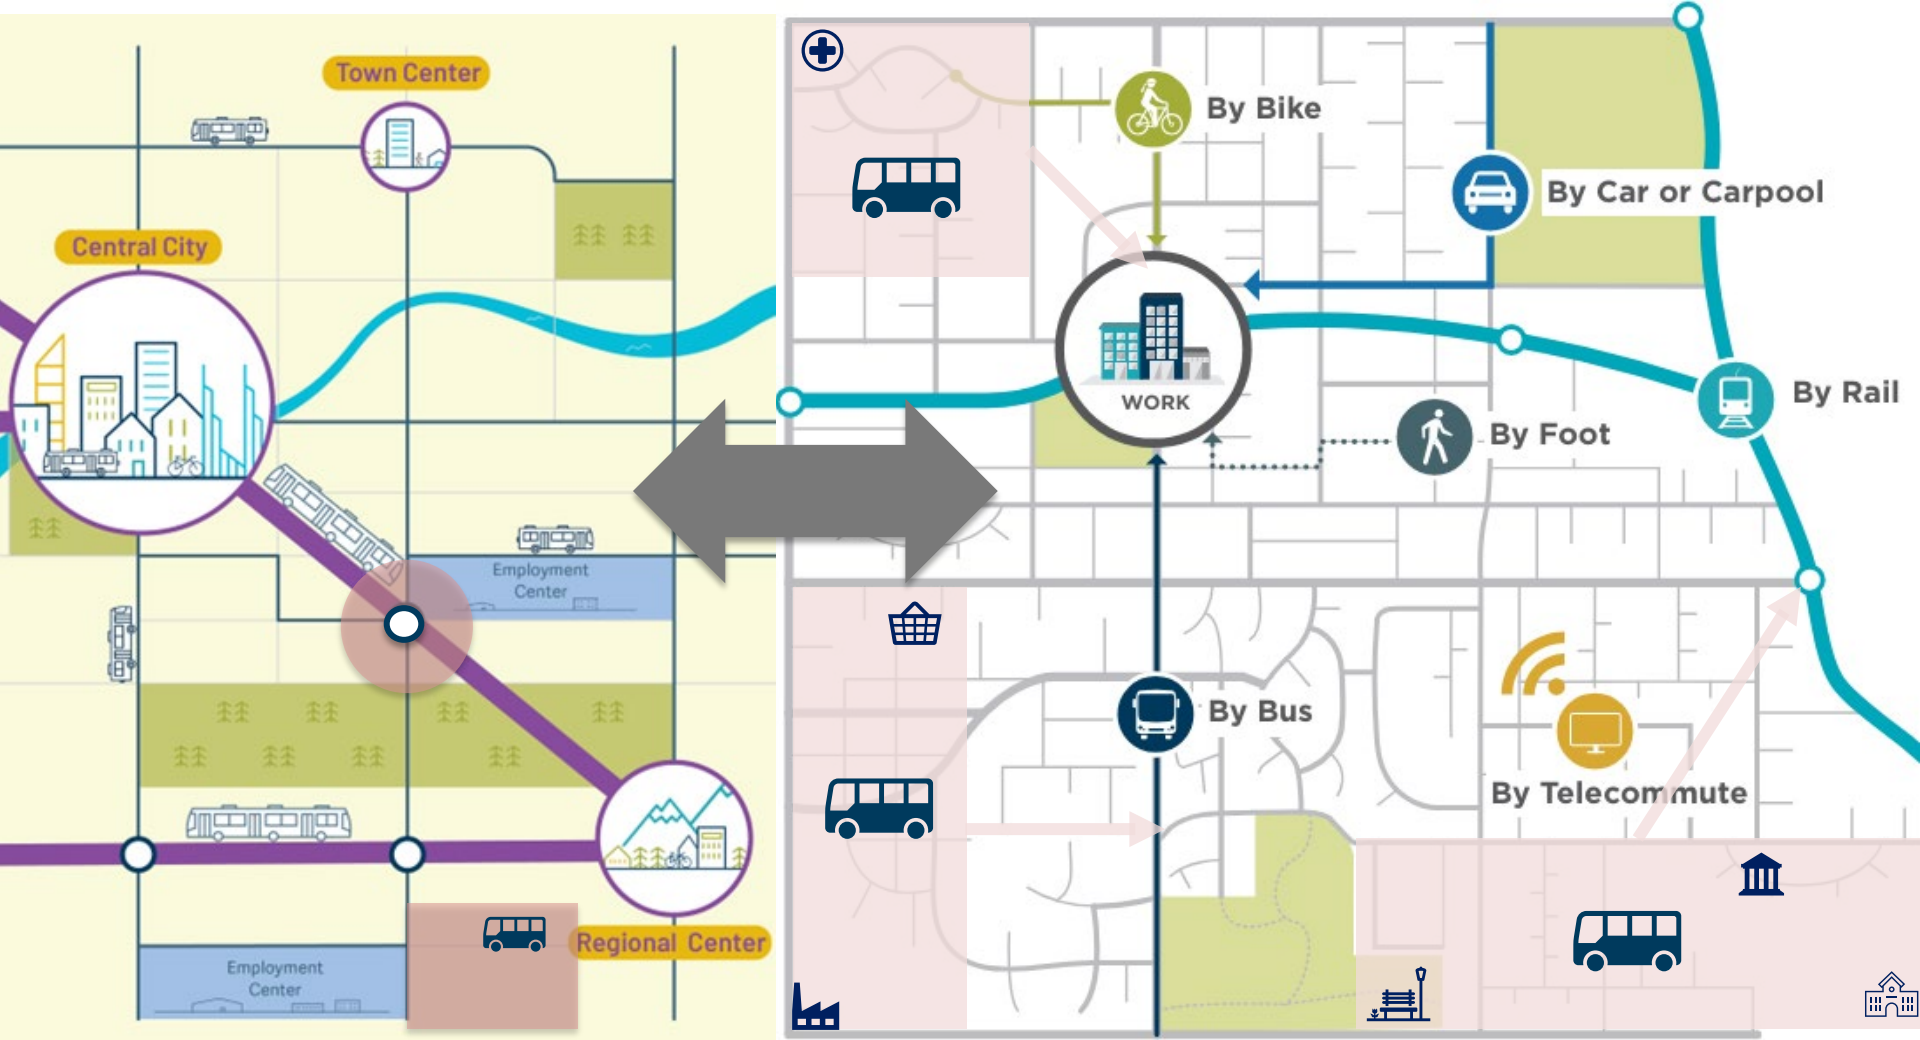 Town Center
Central City
Employment
Center
Regional Center
Employment
Center
By Bike
By Car or Carpool
WORK
By Rail
By Foot
By Bus
By Telecommute